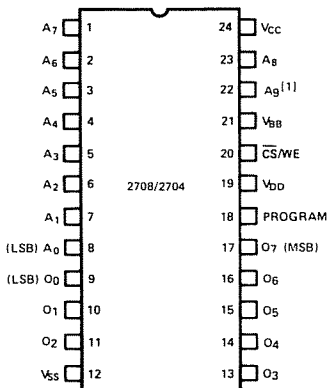 A7 1 24 VCC
A6 2 23 A8
A5 3 22 A9[1]
A4 4 21 VBB
A3 5 20 C̅S̅/WE
A2 6 2708/2704 19 VDD
A1 7 18 PROGRAM
(LSB) A0 8 17 O7 (MSB)
(LSB) O0 9 16 O6
O1 10 15 O5
O2 11 14 O4
VSS 12 13 O3